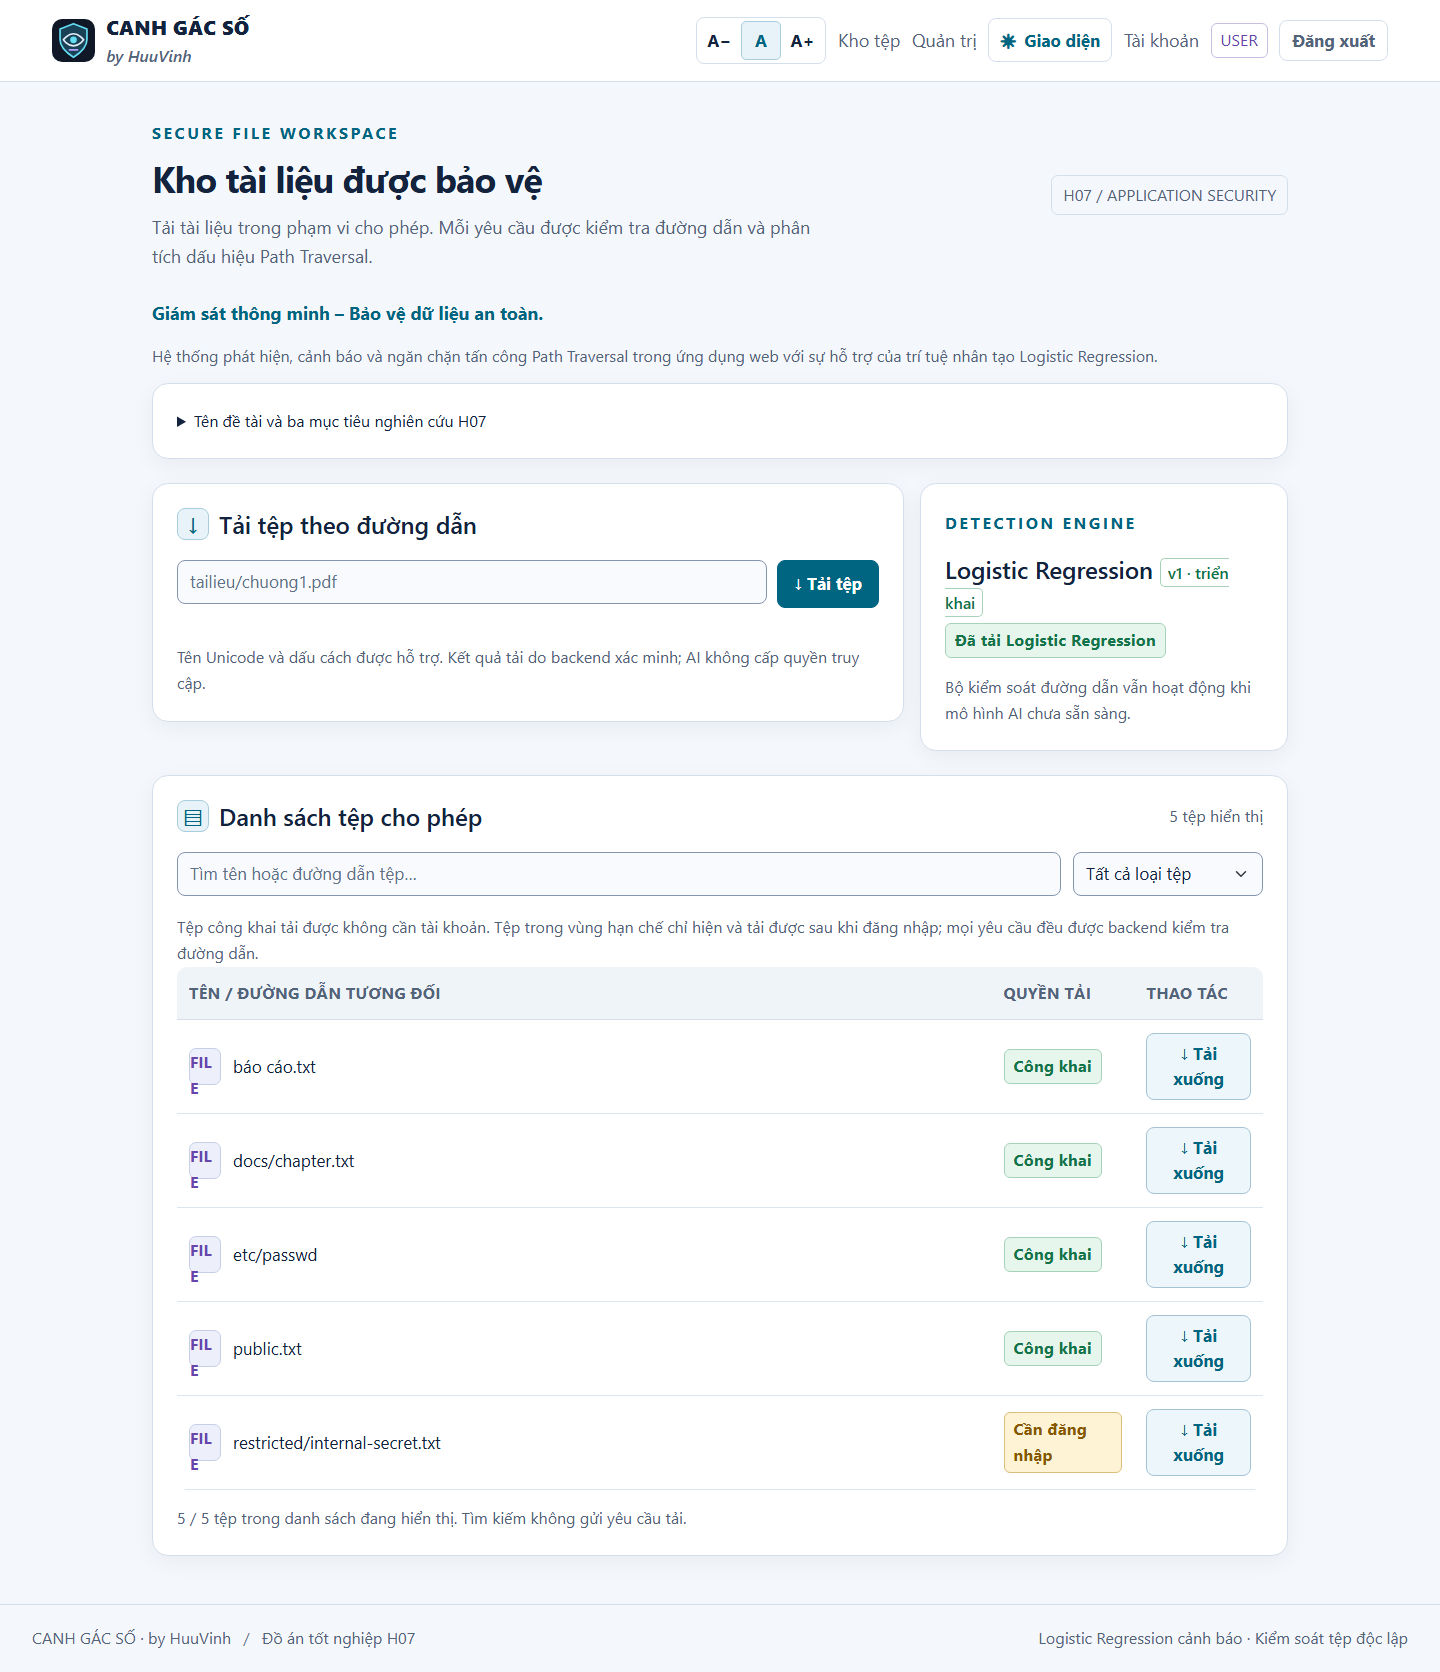 CANH GÁC SỐ
by HuuVinh
A− A A+ Kho tệp Quản trị Giao diện Tài khoản USER Đăng xuất
SECURE FILE WORKSPACE
Kho tài liệu được bảo vệ
H07 / APPLICATION SECURITY
Tải tài liệu trong phạm vi cho phép. Mỗi yêu cầu được kiểm tra đường dẫn và phân
tích dấu hiệu Path Traversal.
Giám sát thông minh – Bảo vệ dữ liệu an toàn.
Hệ thống phát hiện, cảnh báo và ngăn chặn tấn công Path Traversal trong ứng dụng web với sự hỗ trợ của trí tuệ nhân tạo Logistic Regression.
▶ Tên đề tài và ba mục tiêu nghiên cứu H07
↓ Tải tệp theo đường dẫn
tailieu/chuong1.pdf
↓ Tải tệp
Tên Unicode và dấu cách được hỗ trợ. Kết quả tải do backend xác minh; AI không cấp quyền truy
cập.
DETECTION ENGINE
Logistic Regression v1 · triển
khai
Đã tải Logistic Regression
Bộ kiểm soát đường dẫn vẫn hoạt động khi
mô hình AI chưa sẵn sàng.
Danh sách tệp cho phép
5 tệp hiển thị
Tìm tên hoặc đường dẫn tệp...
Tất cả loại tệp
Tệp công khai tải được không cần tài khoản. Tệp trong vùng hạn chế chỉ hiện và tải được sau khi đăng nhập; mọi yêu cầu đều được backend kiểm tra
đường dẫn.
TÊN / ĐƯỜNG DẪN TƯƠNG ĐỐI QUYỀN TẢI THAO TÁC
FIL
E
báo cáo.txt
Công khai
↓ Tải
xuống
FIL
E
docs/chapter.txt
Công khai
↓ Tải
xuống
FIL
E
etc/passwd
Công khai
↓ Tải
xuống
FIL
E
public.txt
Công khai
↓ Tải
xuống
FIL
E
restricted/internal-secret.txt
Cần đăng
nhập
↓ Tải
xuống
5 / 5 tệp trong danh sách đang hiển thị. Tìm kiếm không gửi yêu cầu tải.
CANH GÁC SỐ · by HuuVinh / Đồ án tốt nghiệp H07
Logistic Regression cảnh báo · Kiểm soát tệp độc lập